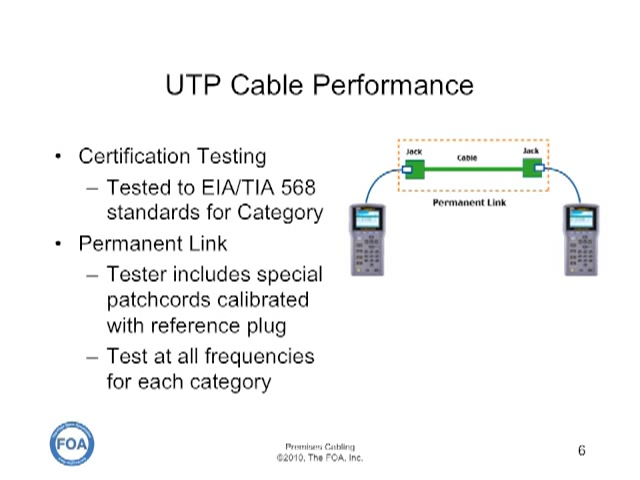 UTP Cable Performance
• Certification Testing
– Tested to EIA/TIA 568
standards for Category
• Permanent Link
– Tester includes special
patchcords calibrated
with reference plug
– Test at all frequencies
for each category
Jack
Cable
Jack
Permanent Link
FOA
Premises Cabling
©2010, The FOA, Inc.
6